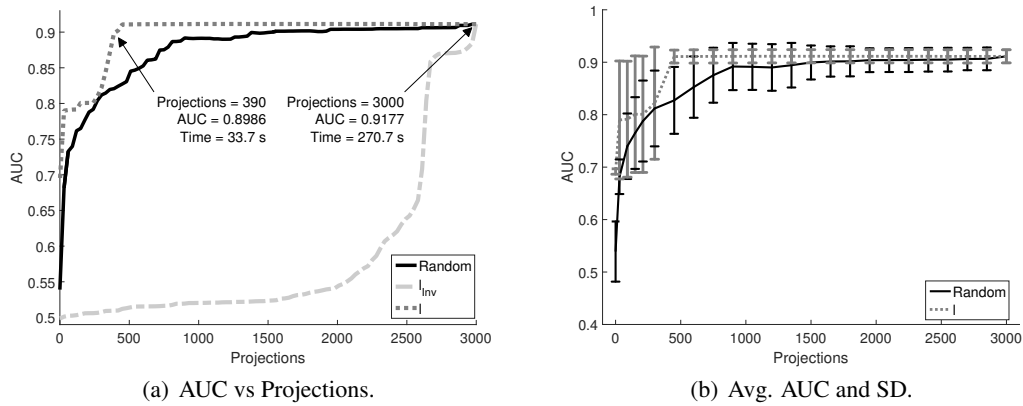 0.9
0.85
0.8
0.75
0.7
0.65
0.6
0.55
0.5
AUC
0
500
1000
1500
2000
2500
3000
Projections
Projections = 390
AUC = 0.8986
Time = 33.7 s
Projections = 3000
AUC = 0.9177
Time = 270.7 s
Random
I_Inv
I
(a) AUC vs Projections.
1
0.9
0.8
0.7
0.6
0.5
0.4
AUC
0
500
1000
1500
2000
2500
3000
Projections
Random
I
(b) Avg. AUC and SD.